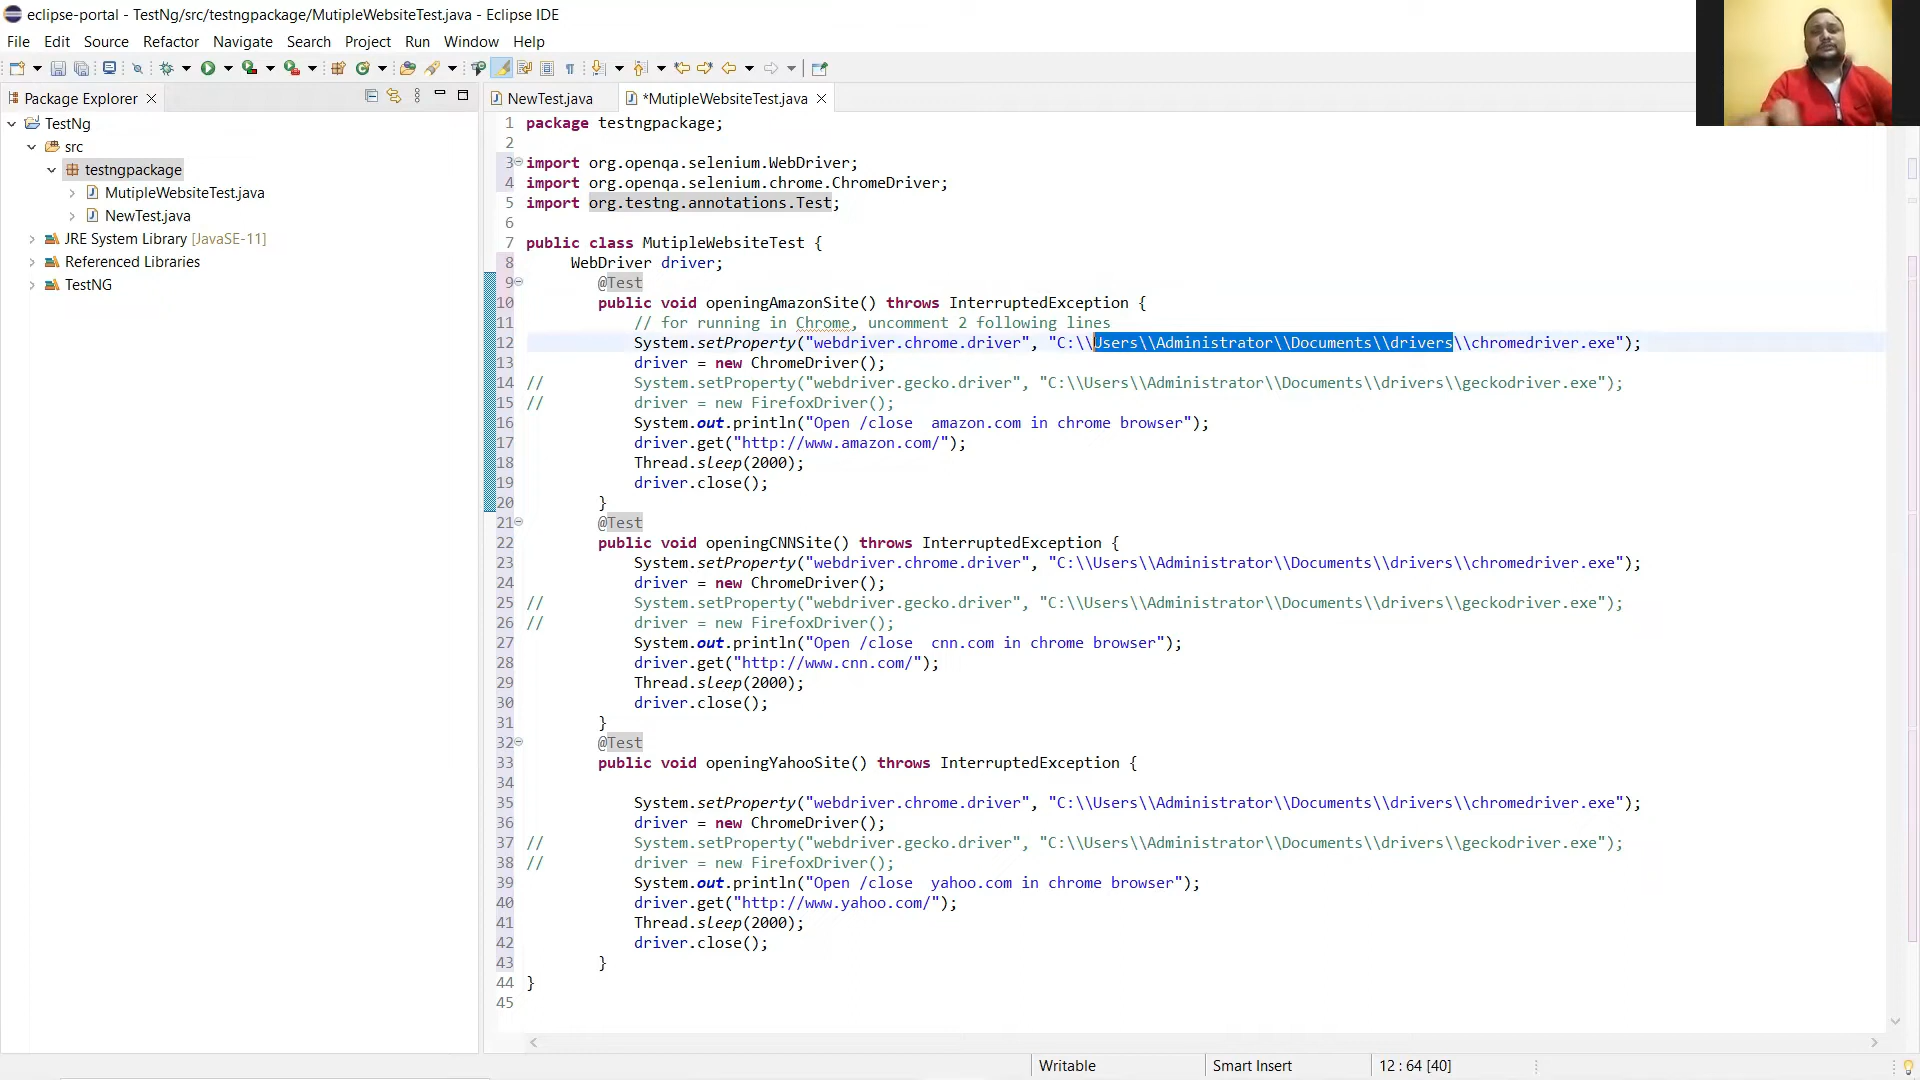 eclipse-portal - TestNg/src/testngpackage/MutipleWebsiteTest.java - Eclipse IDE
File Edit Source Refactor Navigate Search Project Run Window Help
Package Explorer
TestNg
src
testngpackage
MutipleWebsiteTest.java
NewTest.java
JRE System Library [JavaSE-11]
Referenced Libraries
TestNG
NewTest.java *MutipleWebsiteTest.java
1 package testngpackage;
2
3 import org.openqa.selenium.WebDriver;
4 import org.openqa.selenium.chrome.ChromeDriver;
5 import org.testng.annotations.Test;
6
7 public class MutipleWebsiteTest {
8 WebDriver driver;
9 @Test
10 public void openingAmazonSite() throws InterruptedException {
11 // for running in Chrome, uncomment 2 following lines
12 System.setProperty("webdriver.chrome.driver", "C:\\Users\\Administrator\\Documents\\drivers\\chromedriver.exe");
13 driver = new ChromeDriver();
14 // System.setProperty("webdriver.gecko.driver", "C:\\Users\\Administrator\\Documents\\drivers\\geckodriver.exe");
15 // driver = new FirefoxDriver();
16 System.out.println("Open /close  amazon.com in chrome browser");
17 driver.get("http://www.amazon.com/");
18 Thread.sleep(2000);
19 driver.close();
20 }
21 @Test
22 public void openingCNNSite() throws InterruptedException {
23 System.setProperty("webdriver.chrome.driver", "C:\\Users\\Administrator\\Documents\\drivers\\chromedriver.exe");
24 driver = new ChromeDriver();
25 // System.setProperty("webdriver.gecko.driver", "C:\\Users\\Administrator\\Documents\\drivers\\geckodriver.exe");
26 // driver = new FirefoxDriver();
27 System.out.println("Open /close  cnn.com in chrome browser");
28 driver.get("http://www.cnn.com/");
29 Thread.sleep(2000);
30 driver.close();
31 }
32 @Test
33 public void openingYahooSite() throws InterruptedException {
34
35 System.setProperty("webdriver.chrome.driver", "C:\\Users\\Administrator\\Documents\\drivers\\chromedriver.exe");
36 driver = new ChromeDriver();
37 // System.setProperty("webdriver.gecko.driver", "C:\\Users\\Administrator\\Documents\\drivers\\geckodriver.exe");
38 // driver = new FirefoxDriver();
39 System.out.println("Open /close  yahoo.com in chrome browser");
40 driver.get("http://www.yahoo.com/");
41 Thread.sleep(2000);
42 driver.close();
43 }
44 }
45
Writable Smart Insert 12 : 64 [40]